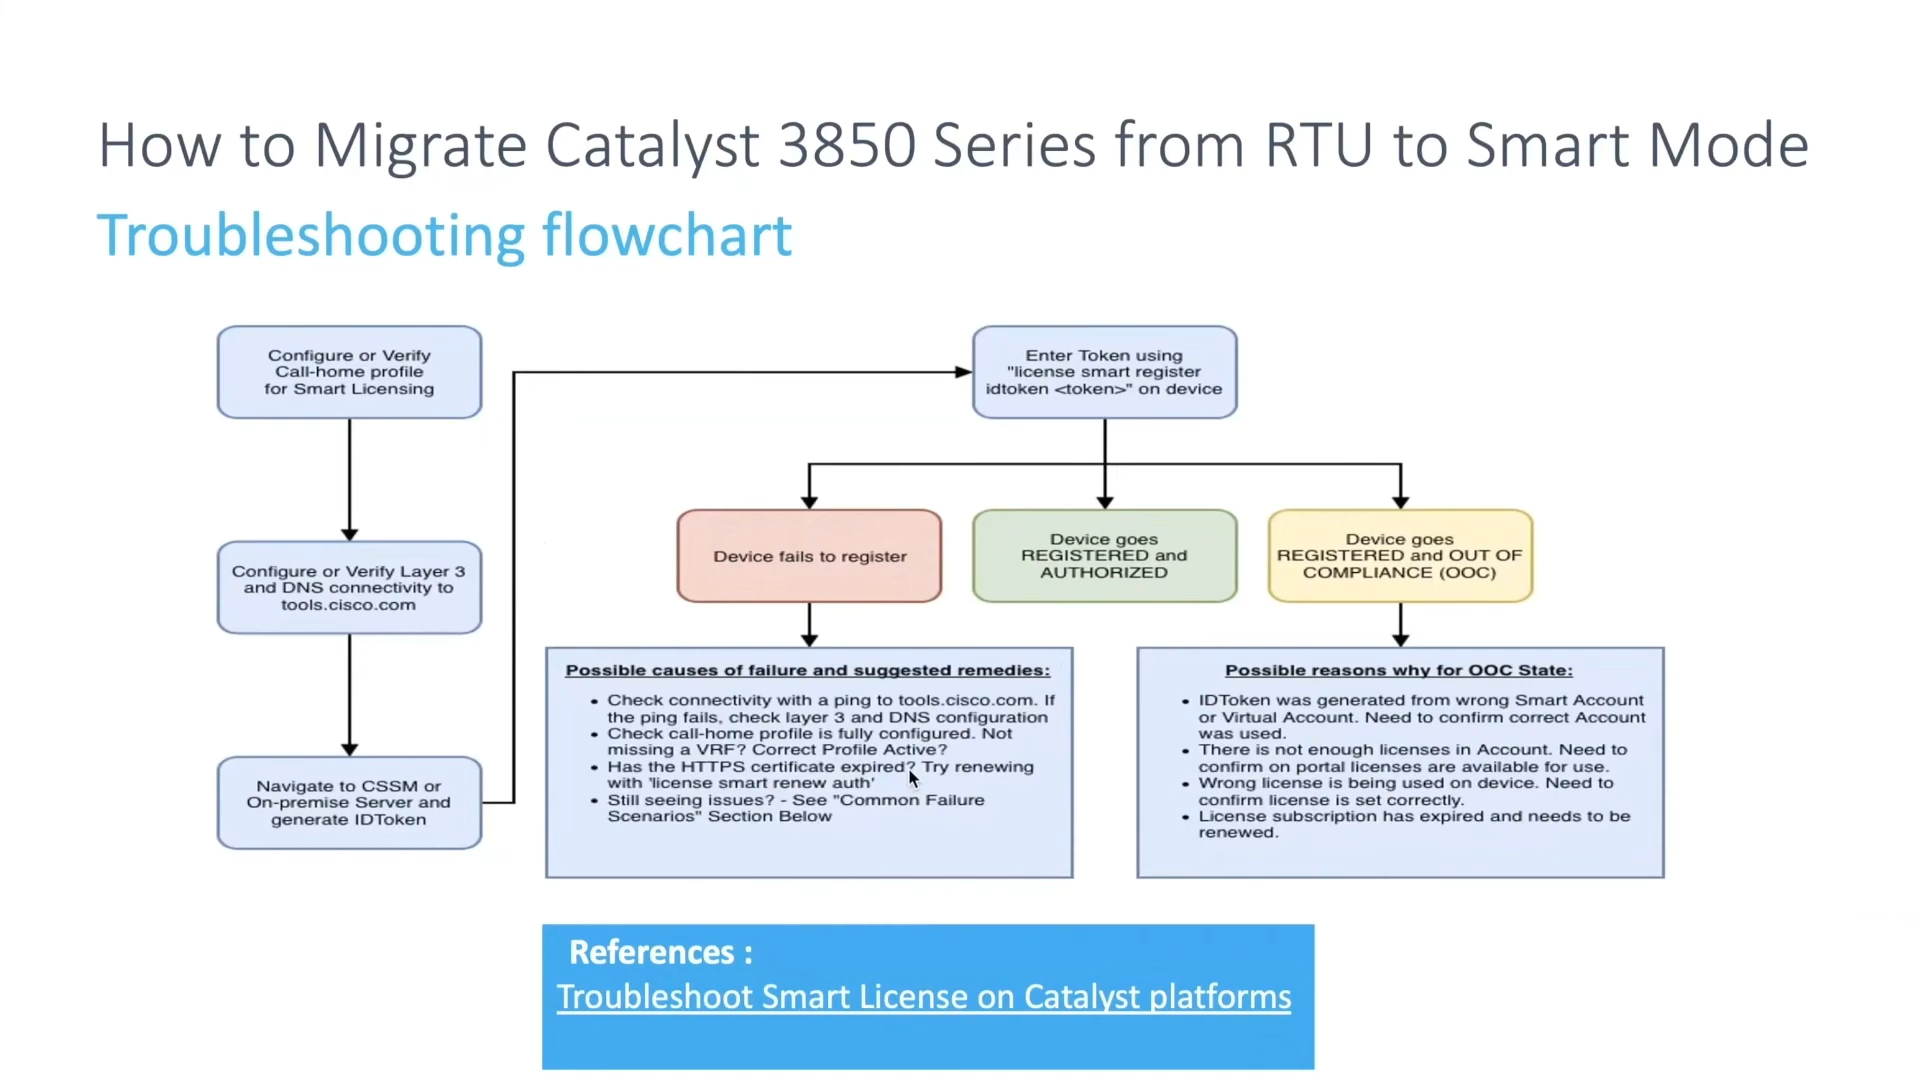 How to Migrate Catalyst 3850 Series from RTU to Smart Mode
Troubleshooting flowchart
Configure or Verify
Call-home profile
for Smart Licensing
Configure or Verify Layer 3
and DNS connectivity to
tools.cisco.com
Navigate to CSSM or
On-premise Server and
generate IDToken
Enter Token using
"license smart register
idtoken <token>" on device
Device fails to register
Device goes
REGISTERED and
AUTHORIZED
Device goes
REGISTERED and OUT OF
COMPLIANCE (OOC)
Possible causes of failure and suggested remedies:
• Check connectivity with a ping to tools.cisco.com. If
the ping fails, check layer 3 and DNS configuration
• Check call-home profile is fully configured. Not
missing a VRF? Correct Profile Active?
• Has the HTTPS certificate expired? Try renewing
with 'license smart renew auth'
• Still seeing issues? - See "Common Failure
Scenarios" Section Below
Possible reasons why for OOC State:
• IDToken was generated from wrong Smart Account
or Virtual Account. Need to confirm correct Account
was used.
• There is not enough licenses in Account. Need to
confirm on portal licenses are available for use.
• Wrong license is being used on device. Need to
confirm license is set correctly.
• License subscription has expired and needs to be
renewed.
References :
Troubleshoot Smart License on Catalyst platforms